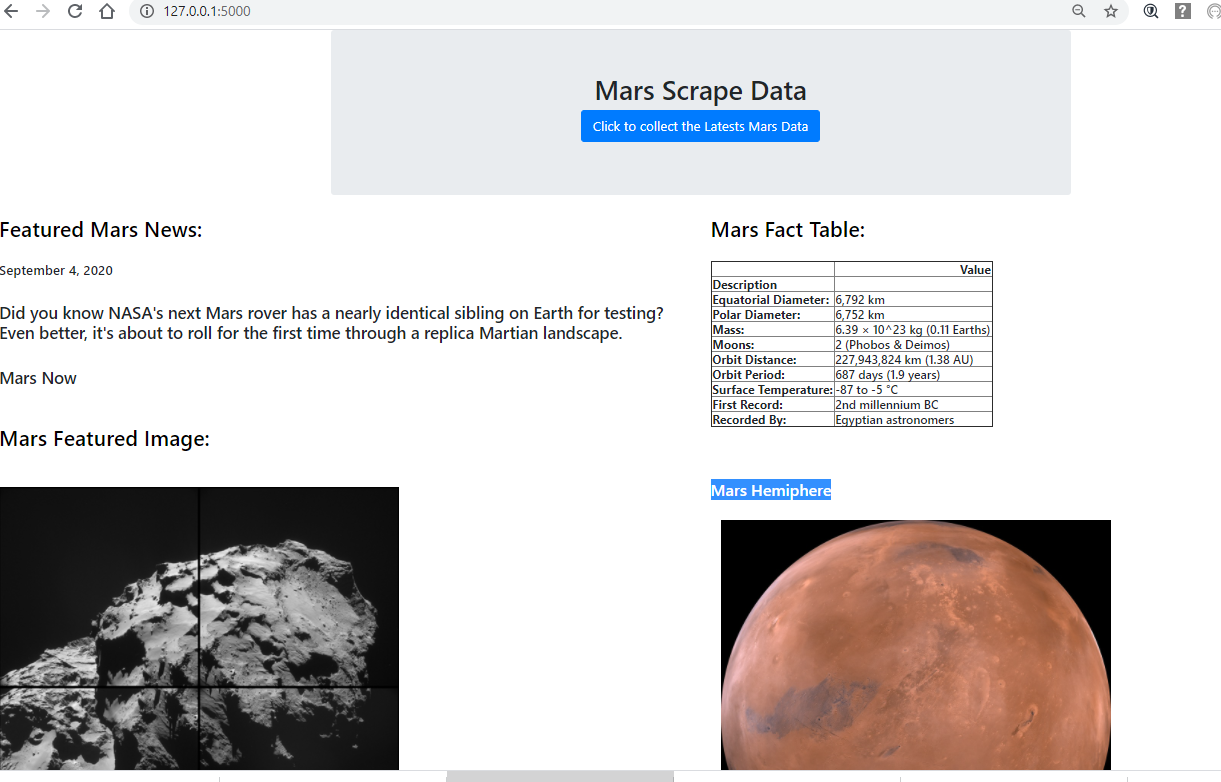 127.0.0.1:5000
Mars Scrape Data
Click to collect the Latests Mars Data
Featured Mars News:
September 4, 2020
Did you know NASA's next Mars rover has a nearly identical sibling on Earth for testing?
Even better, it's about to roll for the first time through a replica Martian landscape.
Mars Now
Mars Featured Image:
Mars Fact Table:
Value
Description
Equatorial Diameter: 6,792 km
Polar Diameter: 6,752 km
Mass: 6.39 × 10^23 kg (0.11 Earths)
Moons: 2 (Phobos & Deimos)
Orbit Distance: 227,943,824 km (1.38 AU)
Orbit Period: 687 days (1.9 years)
Surface Temperature: -87 to -5 °C
First Record: 2nd millennium BC
Recorded By: Egyptian astronomers
Mars Hemiphere